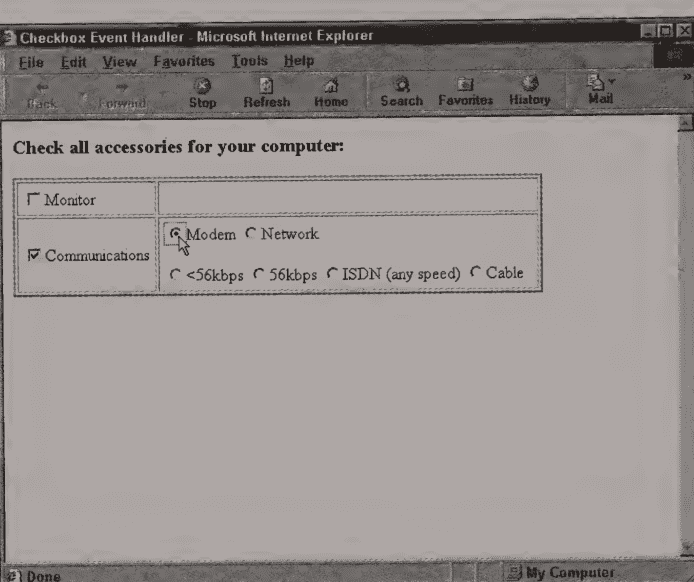 Checkbox Event Handler - Microsoft Internet Explorer
File Edit View Favorites Tools Help
Back Forward Stop Refresh Home Search Favorites History Mail »
Check all accessories for your computer:
Monitor
Modem Network
Communications
<56kbps 56kbps ISDN (any speed) Cable
Done My Computer